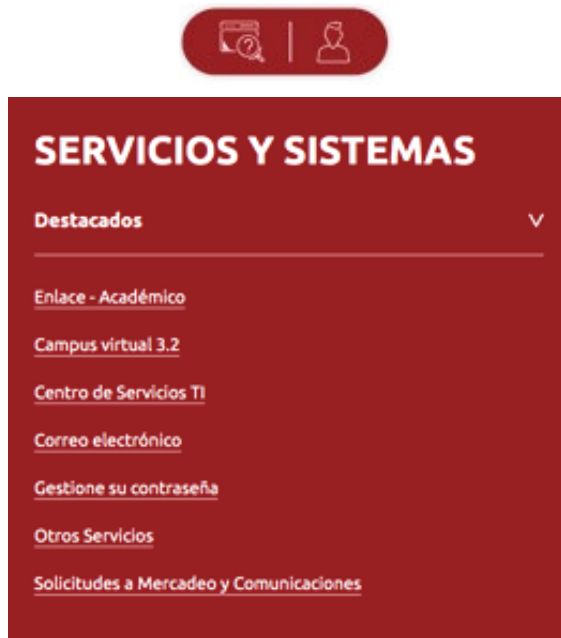 SERVICIOS Y SISTEMAS
Destacados
Enlace - Académico
Campus virtual 3.2
Centro de Servicios TI
Correo electrónico
Gestione su contraseña
Otros Servicios
Solicitudes a Mercadeo y Comunicaciones